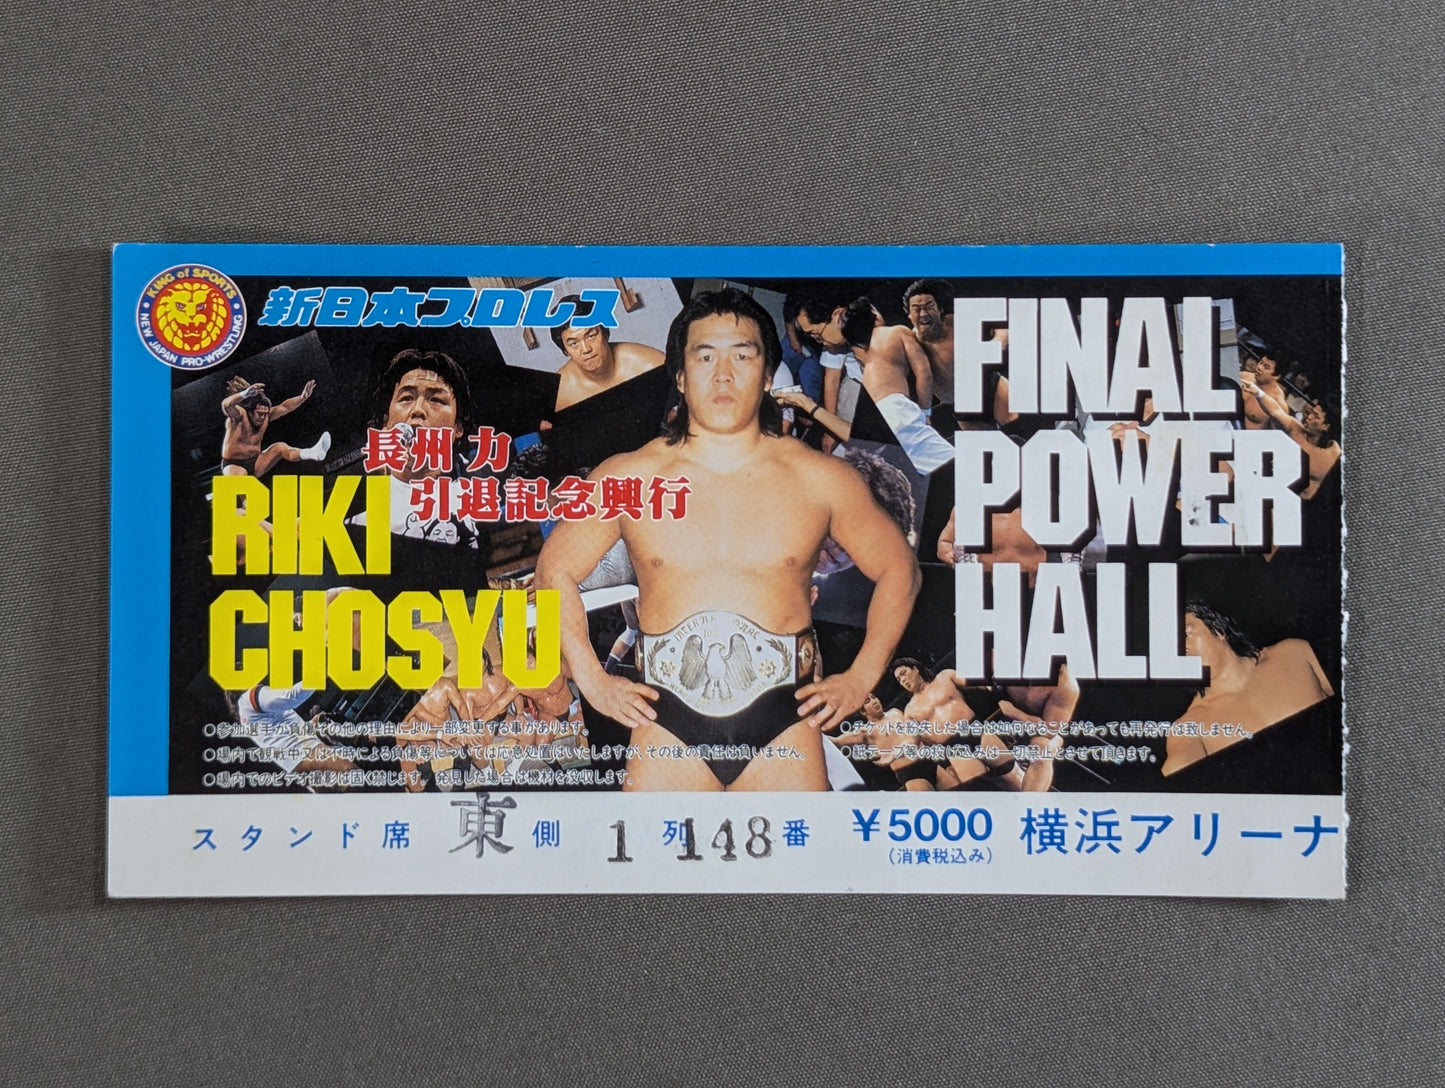 KING of SPORTS
NEW JAPAN PRO-WRESTLING
新日本プロレス
長州 力
引退記念興行
RIKI
CHOSYU
FINAL
POWER
HALL
○参加選手が負傷その他の理由により一部変更する事があります。
○場内で観戦中又は不時による負傷等については応急処置はいたしますが、その後の責任は負いません。
○場内でのビデオ撮影は固く禁じます。発見した場合は機材を没収します。
○チケットを紛失した場合は如何なることがあっても再発行は致しません。
○紙テープ等の投げ込みは一切禁止とさせて頂きます。
スタンド席 東 側 1 列 148 番 ¥5000 横浜アリーナ
(消費税込み)